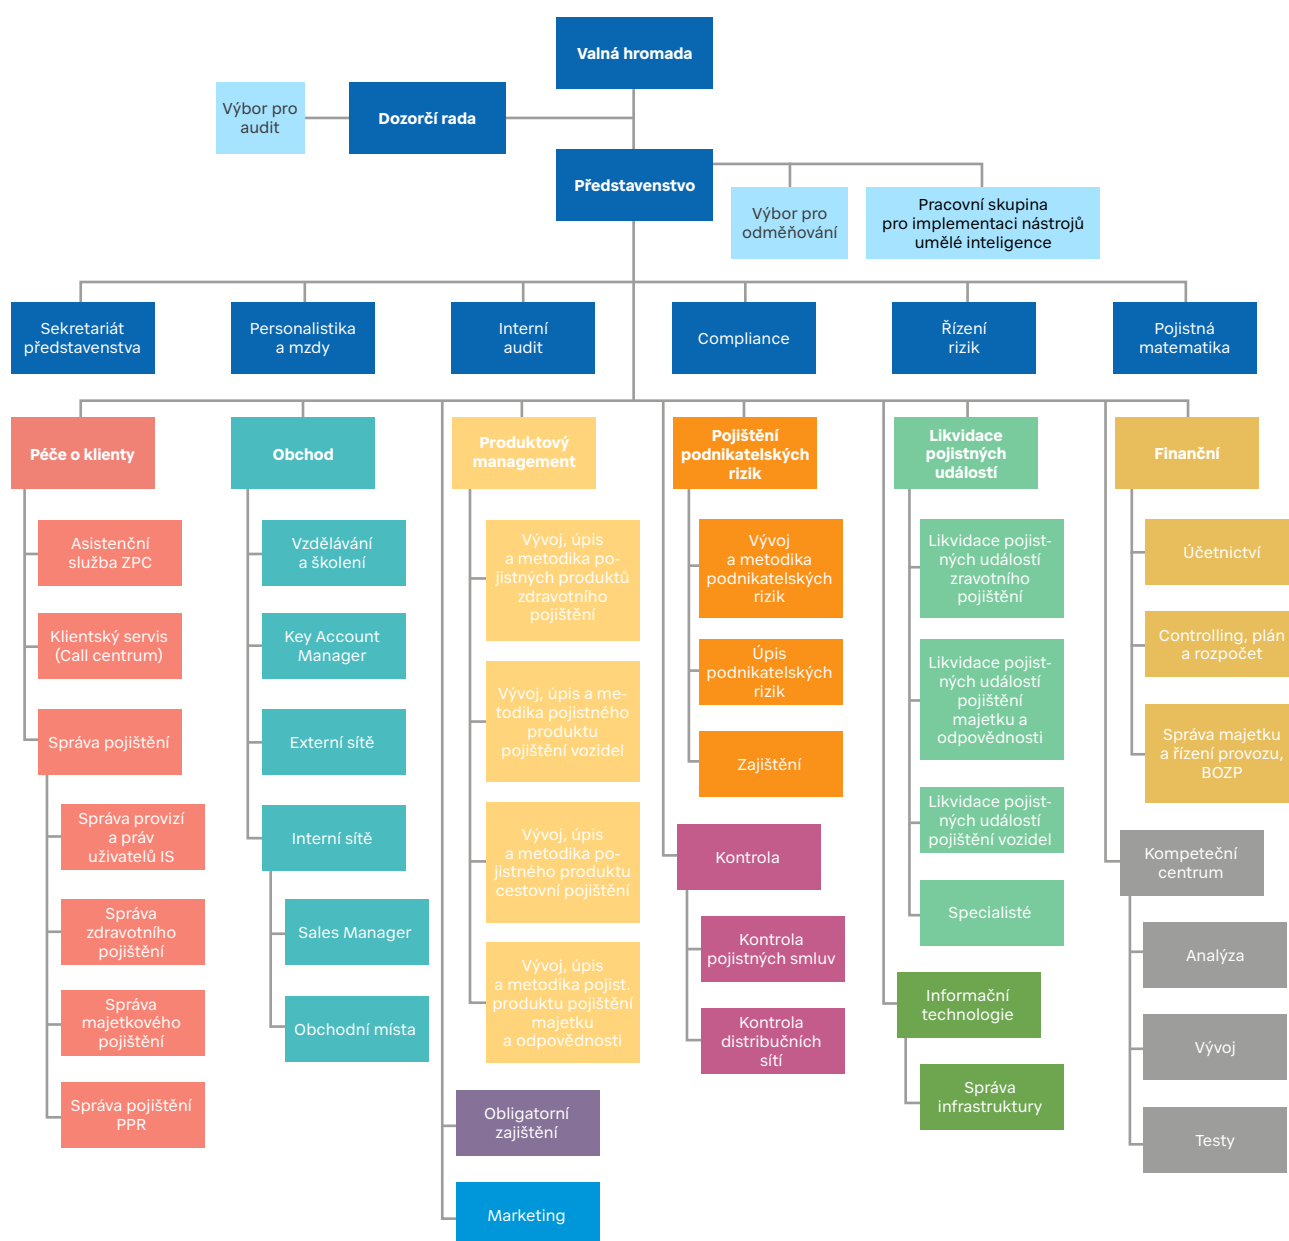 Valná hromada
Výbor pro
audit
Dozorčí rada
Představenstvo
Výbor pro
odměňování
Pracovní skupina
pro implementaci nástrojů
umělé inteligence
Sekretariát
představenstva
Personalistika
a mzdy
Interní
audit
Compliance
Řízení
rizik
Pojistná
matematika
Péče o klienty
Asistenční
služba ZPC
Klientský servis
(Call centrum)
Správa pojištění
Správa provizí
a práv
uživatelů IS
Správa
zdravotního
pojištění
Správa
majetkového
pojištění
Správa pojištění
PPR
Obchod
Vzdělávání
a školení
Key Account
Manager
Externí sítě
Interní sítě
Sales Manager
Obchodní místa
Produktový
management
Vývoj, úpis
a metodika po-
jistných produktů
zdravotního
pojištění
Vývoj, úpis a me-
todika pojistného
produktu
pojištění vozidel
Vývoj, úpis
a metodika po-
jistného produktu
cestovní pojištění
Vývoj, úpis
a metodika pojist.
produktu pojištění
majetku
a odpovědnosti
Obligatorní
zajištění
Marketing
Pojištění
podnikatelských
rizik
Vývoj
a metodika
podnikatelských
rizik
Úpis
podnikatelských
rizik
Zajištění
Kontrola
Kontrola
pojistných smluv
Kontrola
distribučních
sítí
Likvidace
pojistných
událostí
Likvidace pojist-
ných událostí
zravotního
pojištění
Likvidace pojist-
ných událostí
pojištění
majetku a
odpovědnosti
Likvidace pojist-
ných událostí
pojištění vozidel
Specialisté
Informační
technologie
Správa
infrastruktury
Finanční
Účetnictví
Controlling, plán
a rozpočet
Správa majetku
a řízení provozu,
BOZP
Kompeteční
centrum
Analýza
Vývoj
Testy